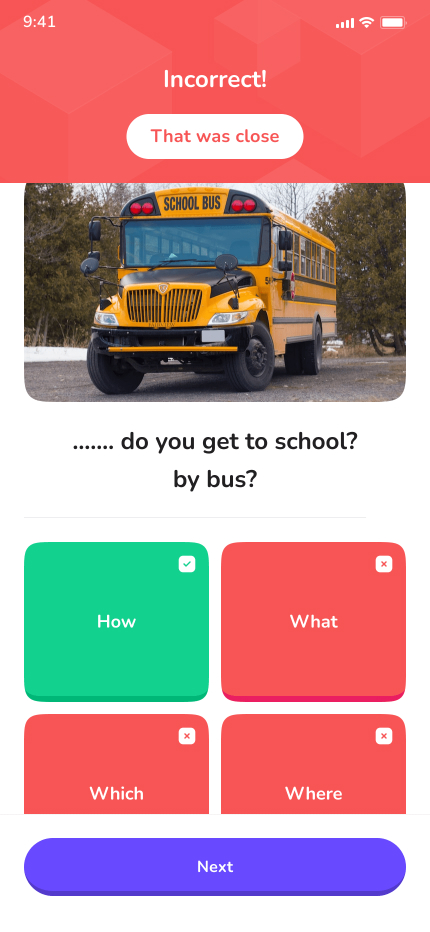 9:41
Incorrect!
That was close
SCHOOL BUS
....... do you get to school?
by bus?
How
What
Which
Where
Next